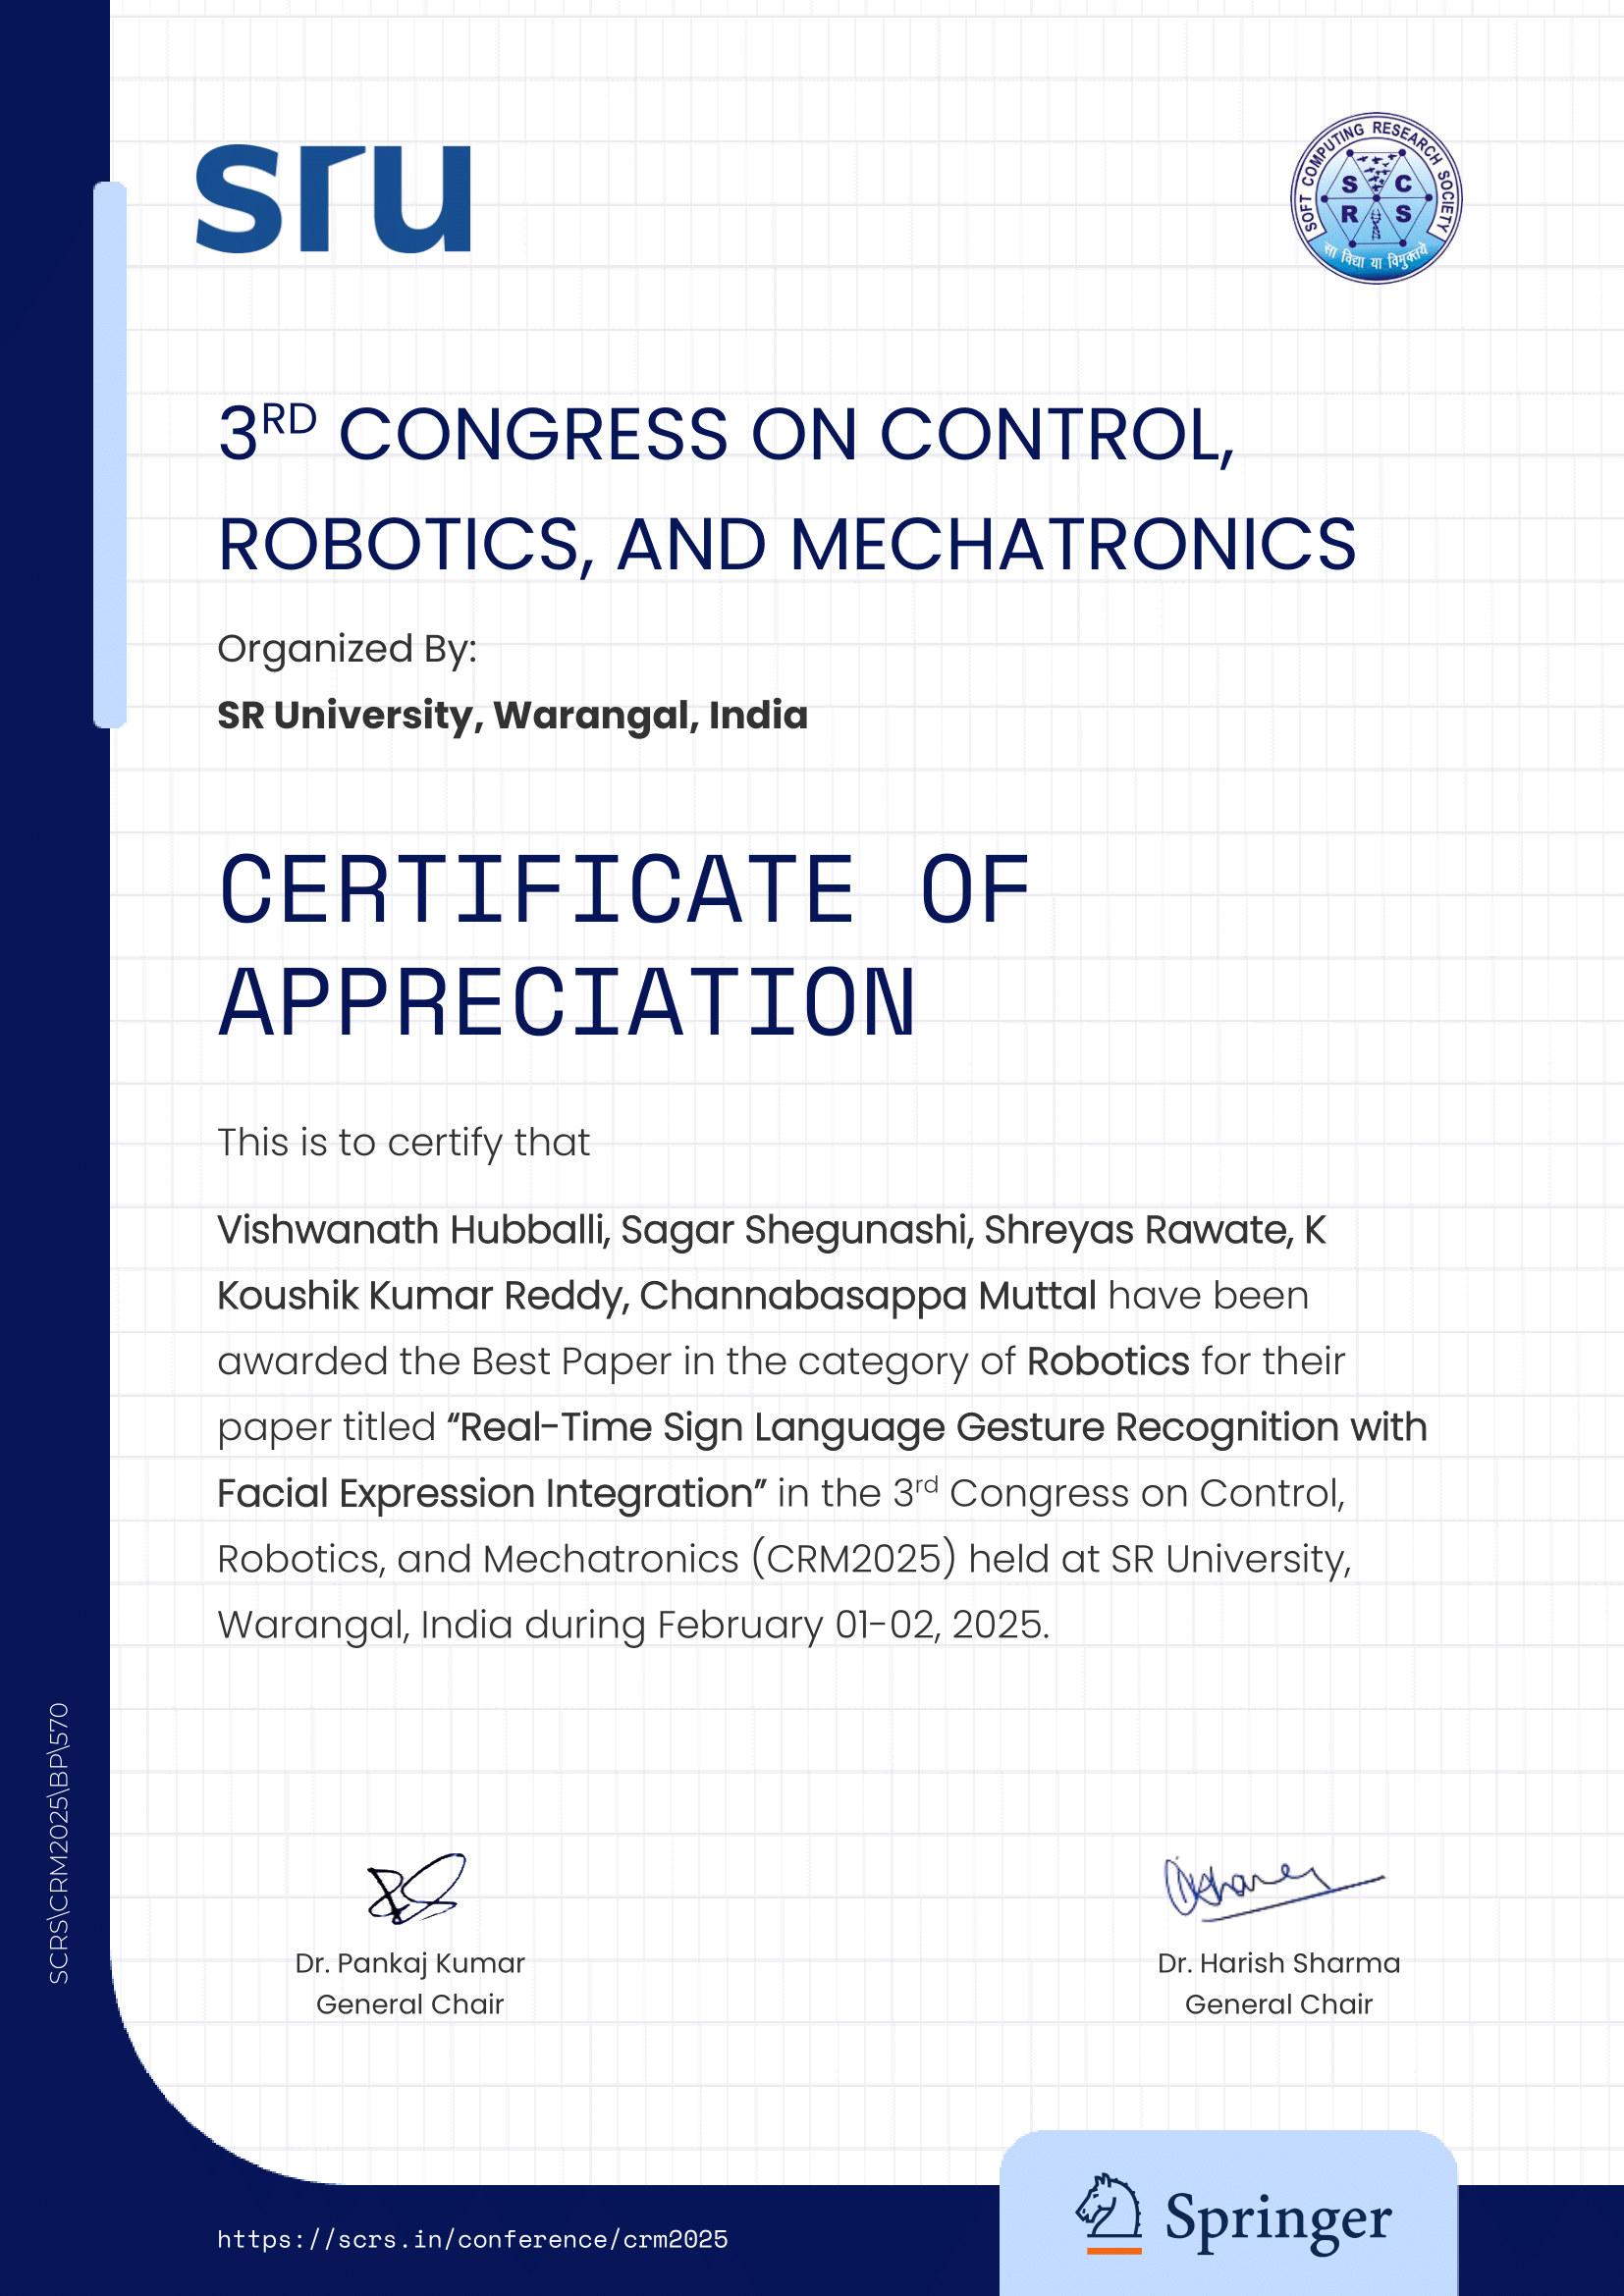 sru
SOFT COMPUTING RESEARCH SOCIETY
S C
R S
सा विद्या या विमुक्तये
3RD CONGRESS ON CONTROL,
ROBOTICS, AND MECHATRONICS
Organized By:
SR University, Warangal, India
CERTIFICATE OF
APPRECIATION
This is to certify that
Vishwanath Hubballi, Sagar Shegunashi, Shreyas Rawate, K
Koushik Kumar Reddy, Channabasappa Muttal have been
awarded the Best Paper in the category of Robotics for their
paper titled “Real-Time Sign Language Gesture Recognition with
Facial Expression Integration” in the 3rd Congress on Control,
Robotics, and Mechatronics (CRM2025) held at SR University,
Warangal, India during February 01-02, 2025.
SCRS\CRM2025\BP\570
Dr. Pankaj Kumar
General Chair
Dr. Harish Sharma
General Chair
https://scrs.in/conference/crm2025
Springer